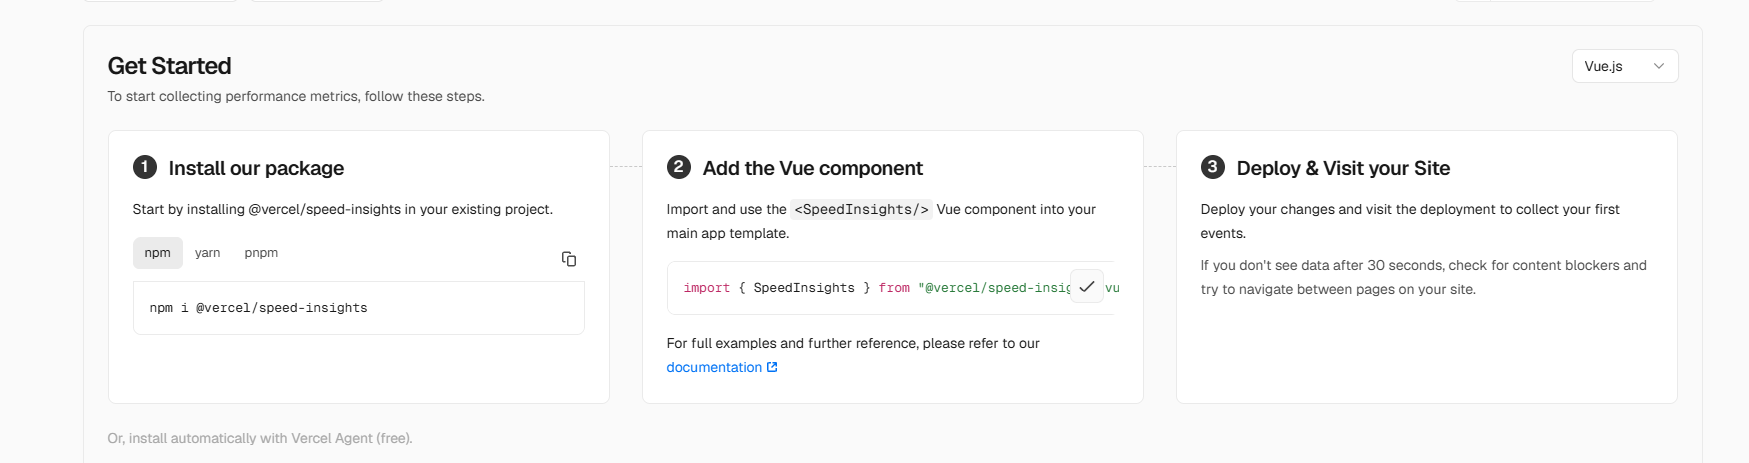 Get Started
Vue.js
To start collecting performance metrics, follow these steps.
1 Install our package
Start by installing @vercel/speed-insights in your existing project.
npm yarn pnpm
npm i @vercel/speed-insights
2 Add the Vue component
Import and use the <SpeedInsights/> Vue component into your
main app template.
import { SpeedInsights } from "@vercel/speed-insig vu
For full examples and further reference, please refer to our
documentation
3 Deploy & Visit your Site
Deploy your changes and visit the deployment to collect your first
events.
If you don't see data after 30 seconds, check for content blockers and
try to navigate between pages on your site.
Or, install automatically with Vercel Agent (free).